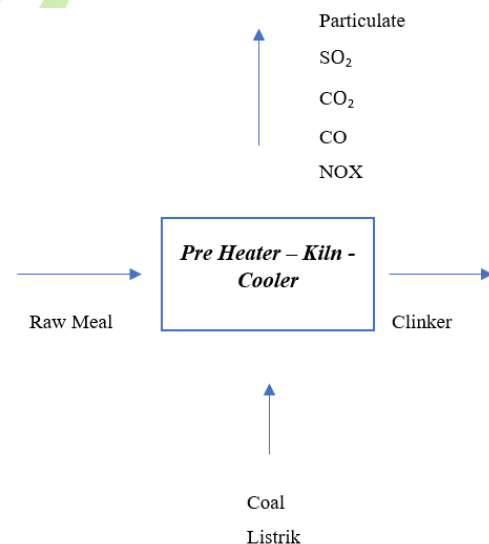 Particulate
SO₂
CO₂
CO
NOX
Pre Heater – Kiln -
Cooler
Raw Meal
Clinker
Coal
Listrik